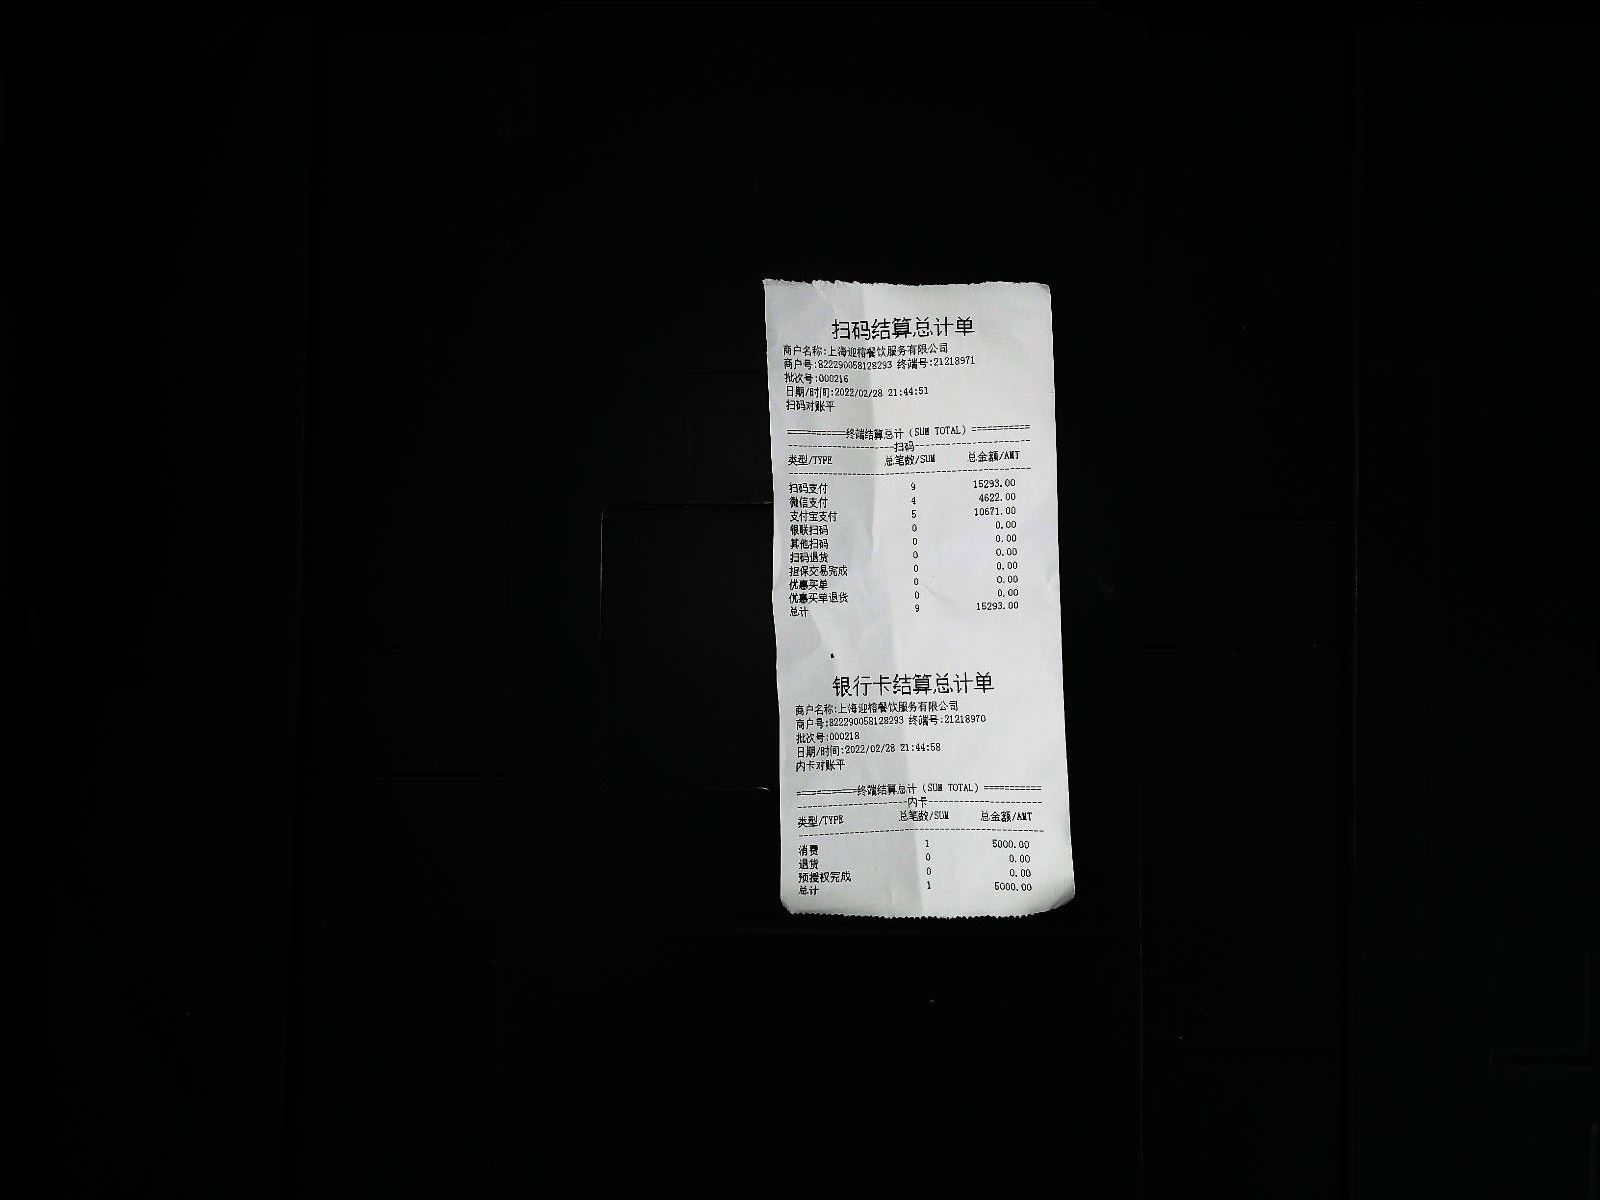 扫码结算总计单
商户名称:上海迎榕餐饮服务有限公司
商户号:822290058128293 终端号:21218971
批次号:000216
日期/时间:2022/02/28 21:44:51
扫码对账平
============终端结算总计(SUM TOTAL)============
----------------------扫码------------------------
类型/TYPE 总笔数/SUM 总金额/AMT
扫码支付 9 15293.00
微信支付 4 4622.00
支付宝支付 5 10671.00
银联扫码 0 0.00
其他扫码 0 0.00
扫码退货 0 0.00
担保交易完成 0 0.00
优惠买单 0 0.00
优惠买单退货 0 0.00
总计 9 15293.00
银行卡结算总计单
商户名称:上海迎榕餐饮服务有限公司
商户号:822290058128293 终端号:21218970
批次号:000218
日期/时间:2022/02/28 21:44:58
内卡对账平
============终端结算总计(SUM TOTAL)============
----------------------内卡------------------------
类型/TYPE 总笔数/SUM 总金额/AMT
消费 1 5000.00
退货 0 0.00
预授权完成 0 0.00
总计 1 5000.00